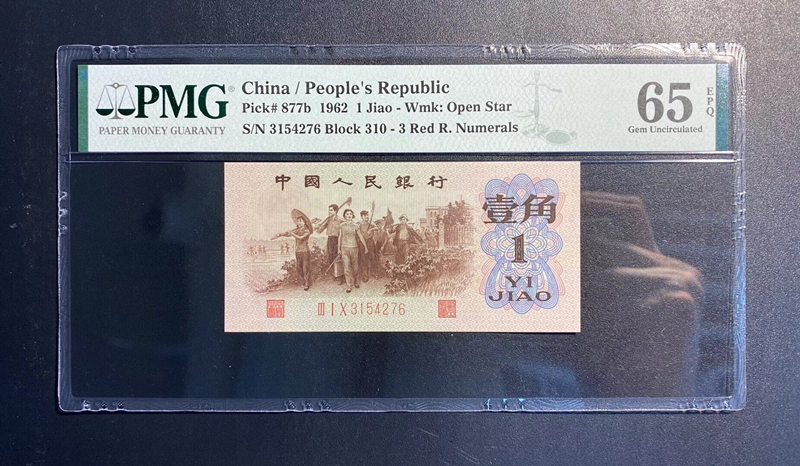 PMG
PAPER MONEY GUARANTY
China / People's Republic
Pick# 877b 1962 1 Jiao - Wmk: Open Star
S/N 3154276 Block 310 - 3 Red R. Numerals
65 EPQ
Gem Uncirculated
中國人民銀行
壹角
1
YI
JIAO
III I X 3154276